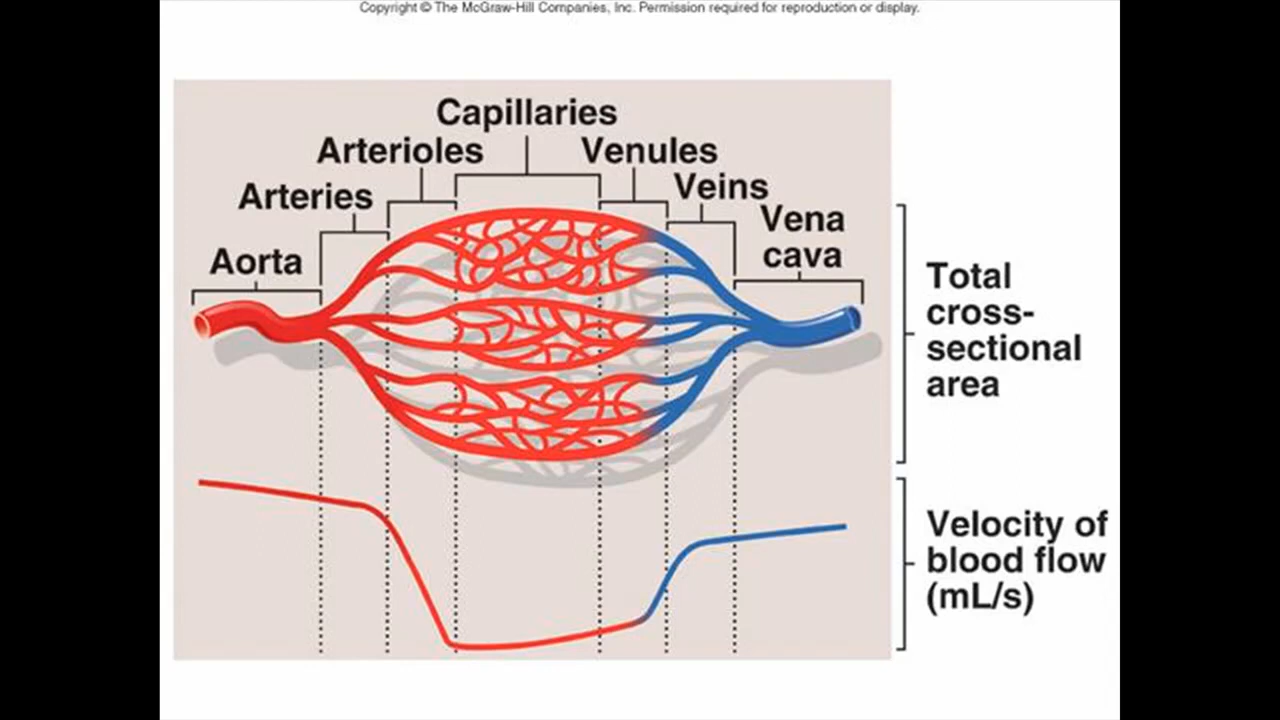 Copyright © The McGraw-Hill Companies, Inc. Permission required for reproduction or display.
Capillaries
Arterioles
Venules
Arteries
Veins
Aorta
Vena
cava
Total
cross-
sectional
area
Velocity of
blood flow
(mL/s)